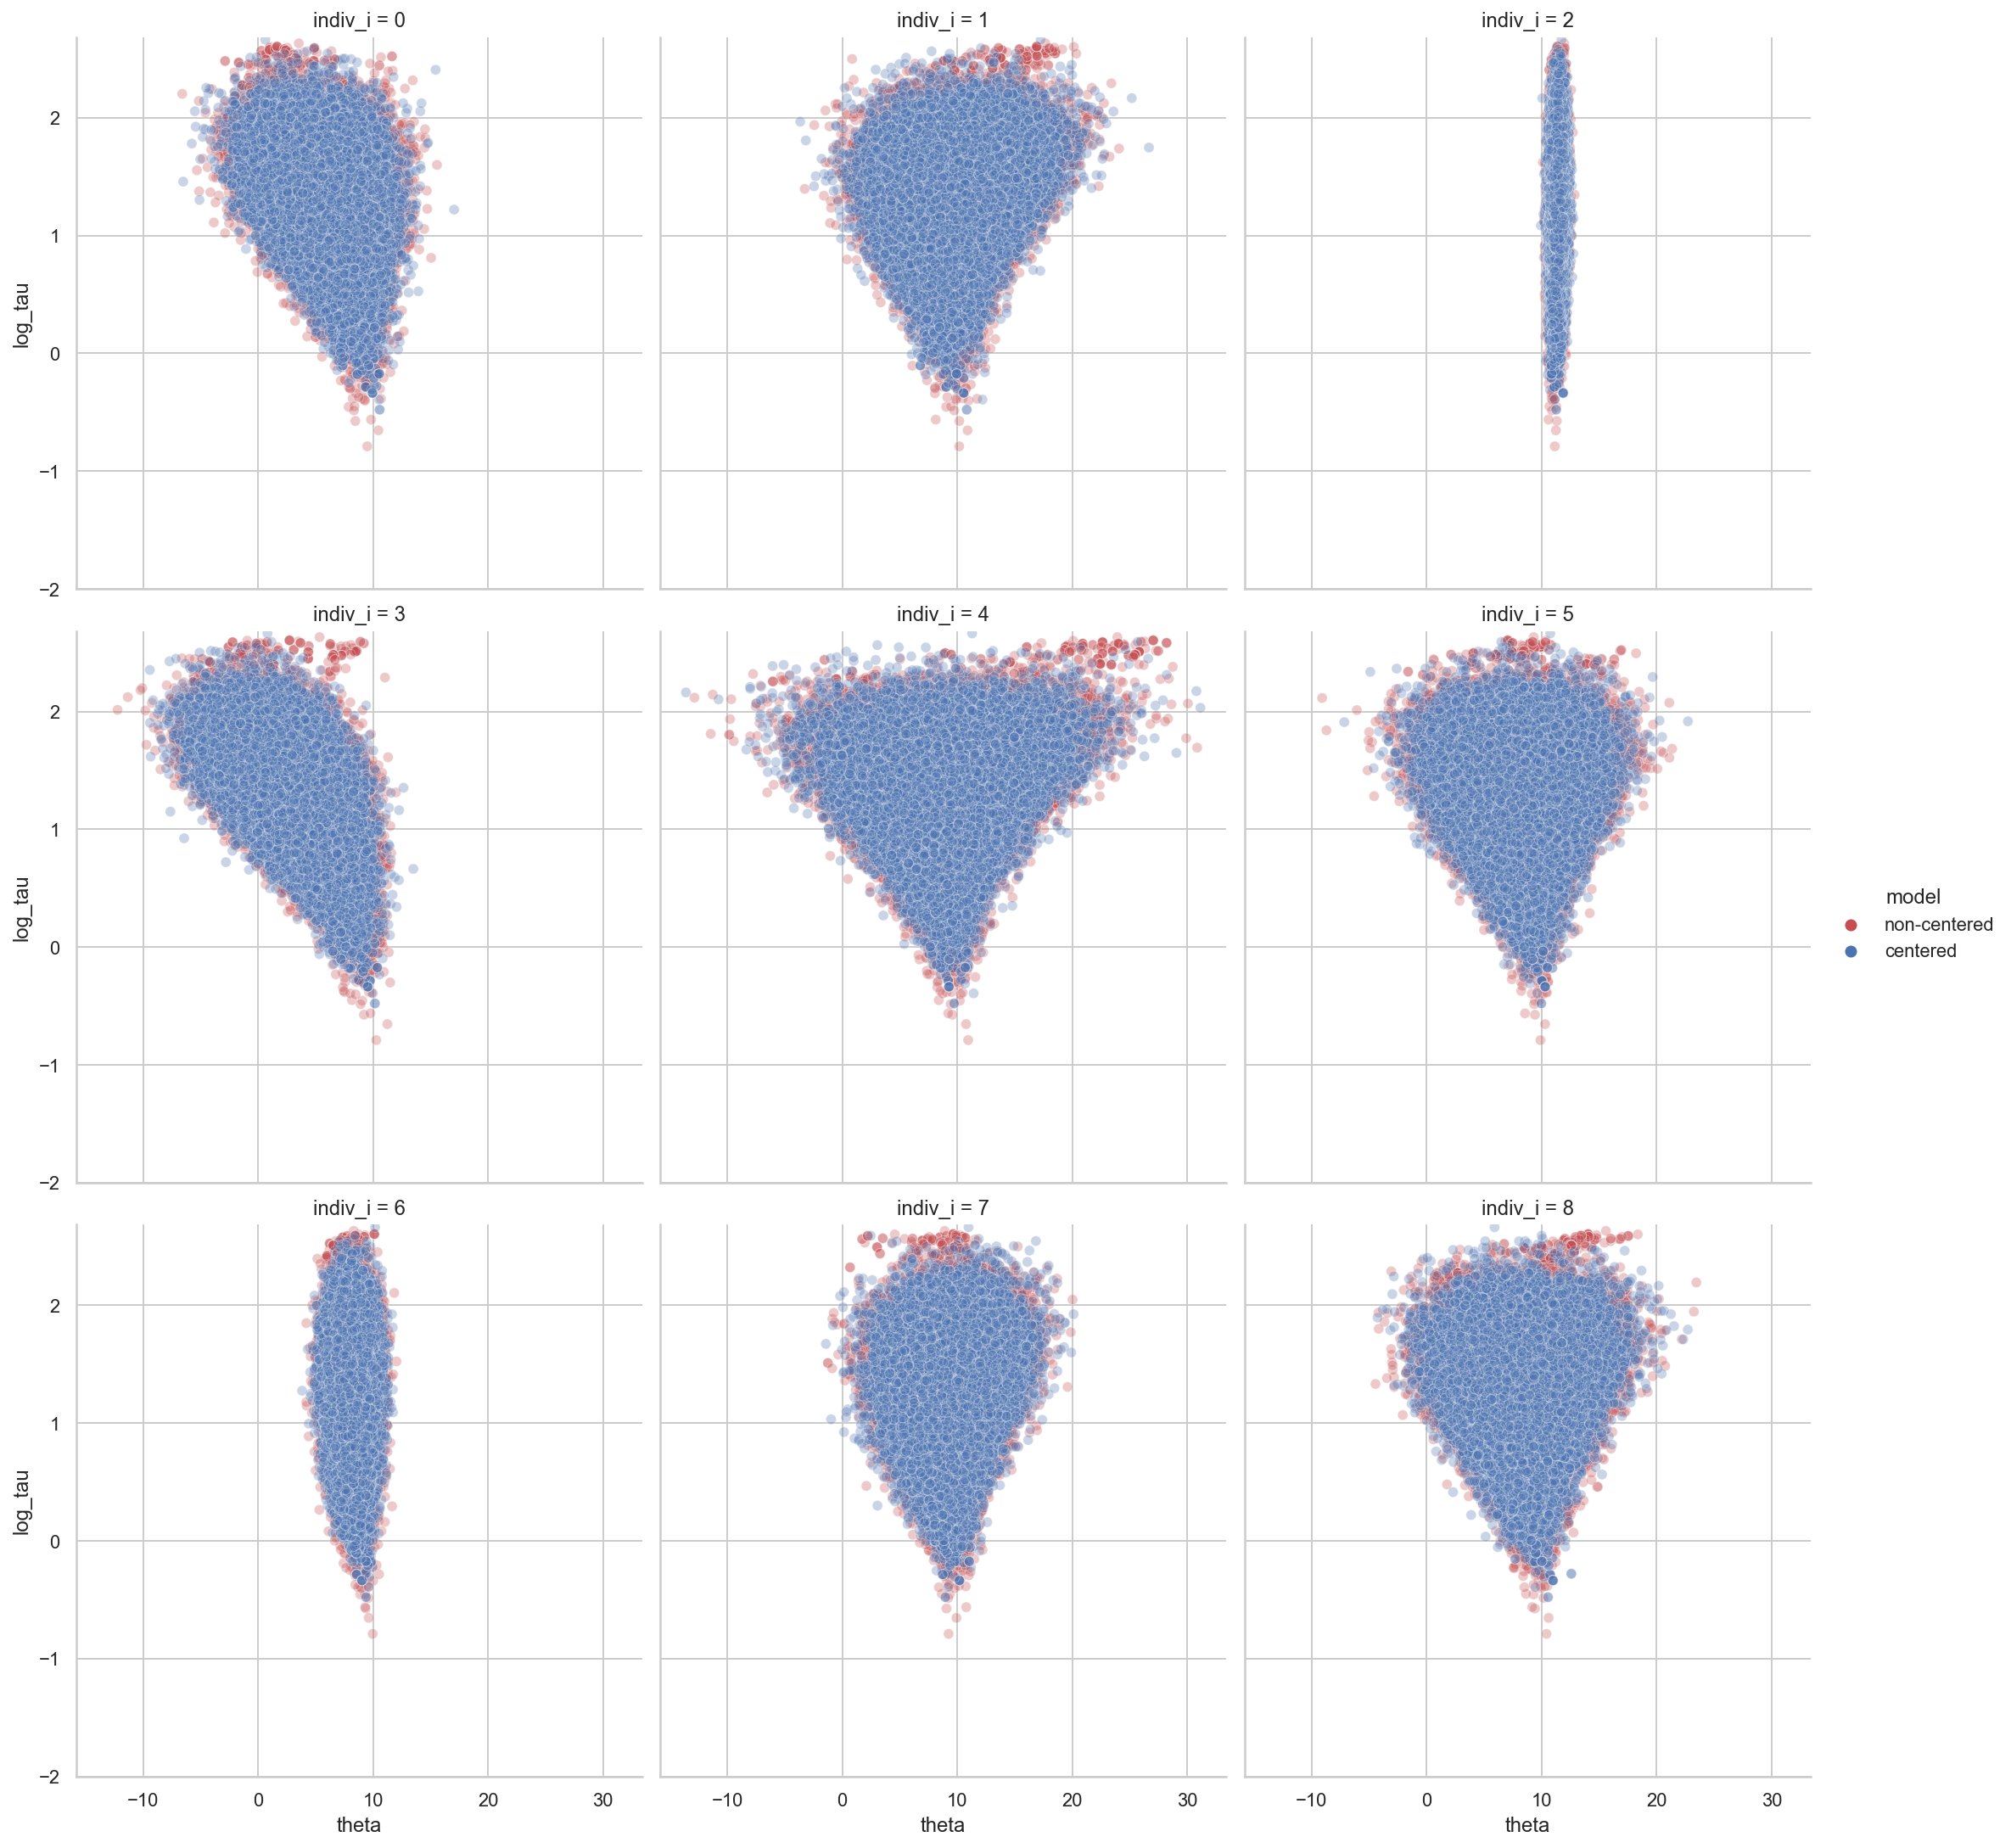 indiv_i = 0
indiv_i = 1
indiv_i = 2
2
1
0
−1
−2
log_tau
indiv_i = 3
indiv_i = 4
indiv_i = 5
2
1
0
−1
−2
log_tau
model
non-centered
centered
indiv_i = 6
indiv_i = 7
indiv_i = 8
2
1
0
−1
−2
log_tau
−10 0 10 20 30
−10 0 10 20 30
−10 0 10 20 30
theta
theta
theta